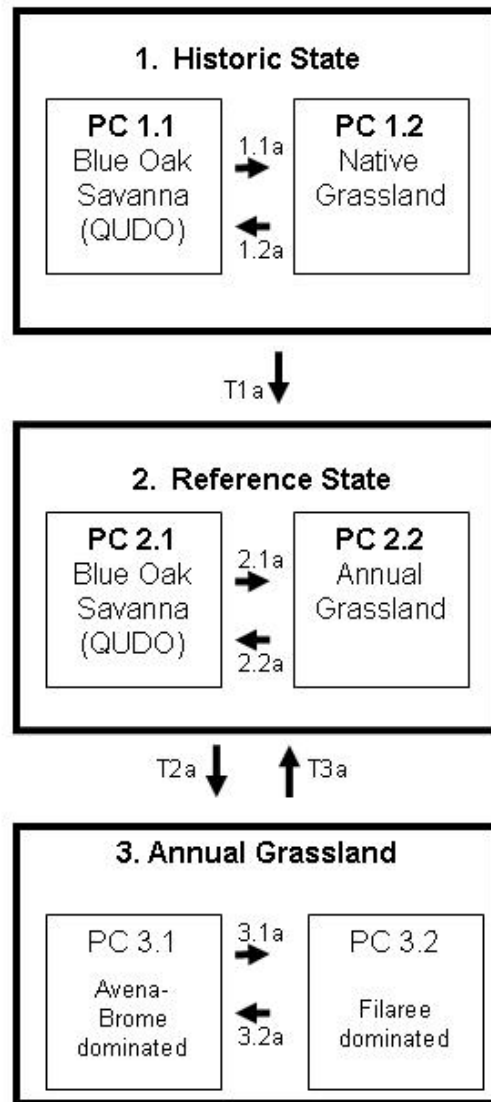 1. Historic State
PC 1.1
Blue Oak
Savanna
(QUDO)
1.1a
1.2a
PC 1.2
Native
Grassland
T1a
2. Reference State
PC 2.1
Blue Oak
Savanna
(QUDO)
2.1a
2.2a
PC 2.2
Annual
Grassland
T2a
T3a
3. Annual Grassland
PC 3.1
Avena-
Brome
dominated
3.1a
3.2a
PC 3.2
Filaree
dominated